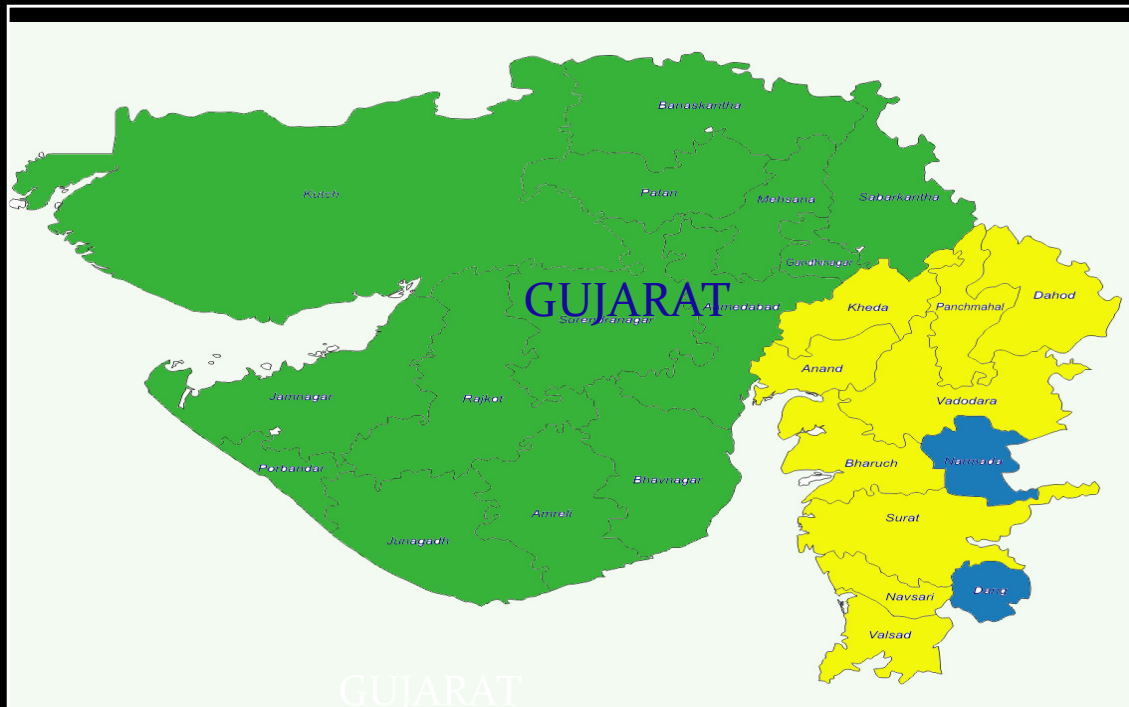 Banaskantha
Kutch
Patan
Mehsana
Sabarkantha
Gandhinagar
GUJARAT
Surendranagar
Ahmedabad
Kheda
Panchmahal
Dahod
Anand
Jamnagar
Rajkot
Vadodara
Porbandar
Bhavnagar
Bharuch
Narmada
Amreli
Surat
Junagadh
Navsari
Dang
Valsad
GUJARAT